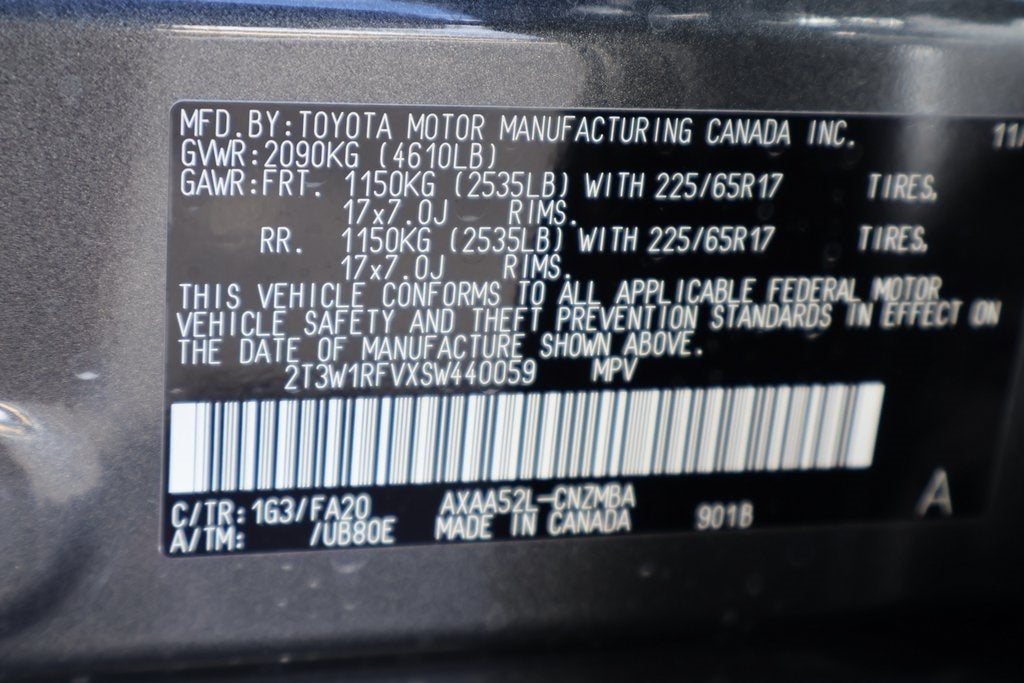 MFD.BY:TOYOTA MOTOR MANUFACTURING CANADA INC. 11/
GVWR:2090KG (4610LB)
GAWR:FRT. 1150KG (2535LB) WITH 225/65R17 TIRES,
17x7.0J RIMS.
RR. 1150KG (2535LB) WITH 225/65R17 TIRES,
17x7.0J RIMS.
THIS VEHICLE CONFORMS TO ALL APPLICABLE FEDERAL MOTOR
VEHICLE SAFETY AND THEFT PREVENTION STANDARDS IN EFFECT ON
THE DATE OF MANUFACTURE SHOWN ABOVE.
2T3W1RFVXSW440059 MPV
C/TR:1G3/FA20 AXAA52L-CNZMBA
A/TM: /UB80E MADE IN CANADA 901B
A